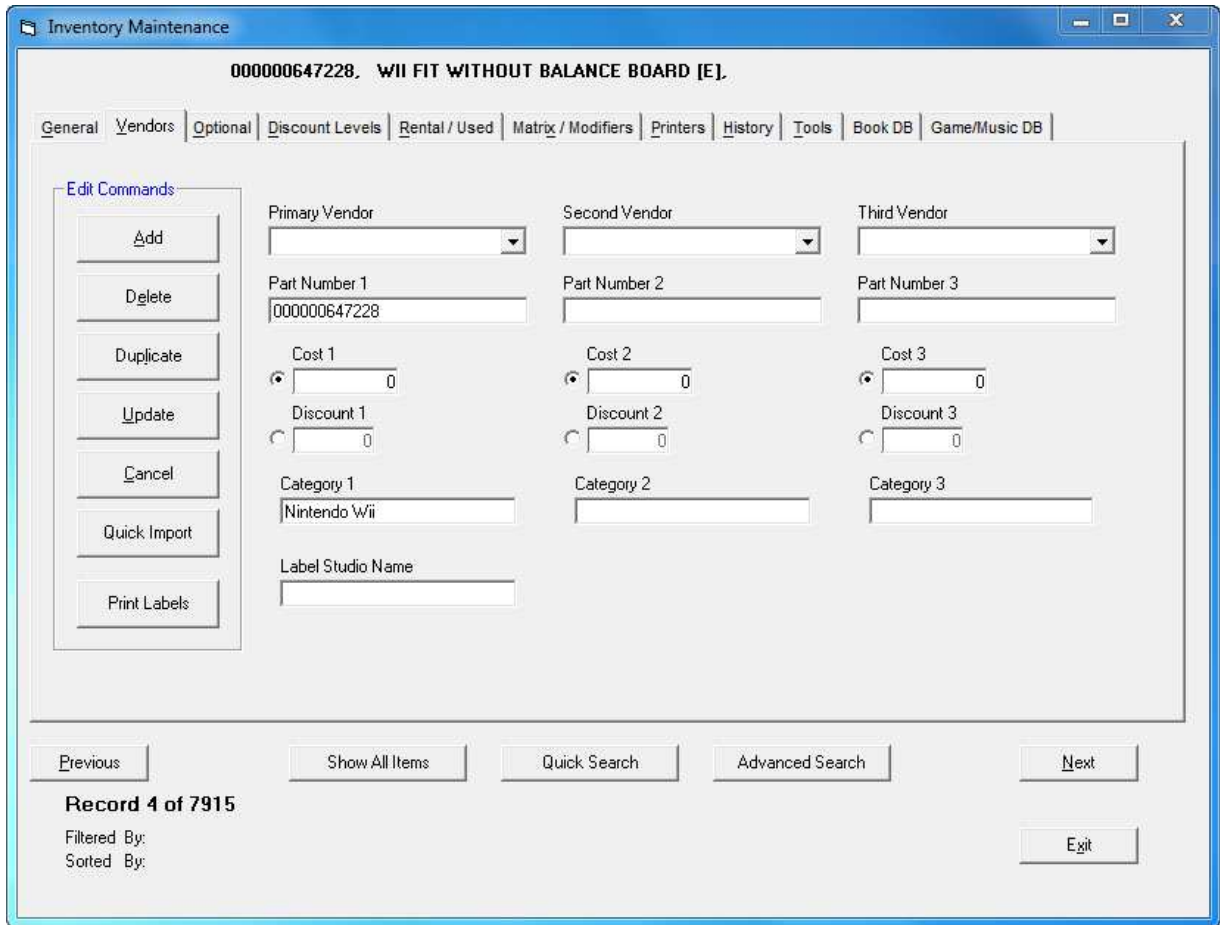 Inventory Maintenance
000000647228, WII FIT WITHOUT BALANCE BOARD [E],
General Vendors Optional Discount Levels Rental / Used Matrix / Modifiers Printers History Tools Book DB Game/Music DB
Edit Commands
Add
Delete
Duplicate
Update
Cancel
Quick Import
Print Labels
Primary Vendor Second Vendor Third Vendor
Part Number 1 Part Number 2 Part Number 3
000000647228
Cost 1 Cost 2 Cost 3
0 0 0
Discount 1 Discount 2 Discount 3
0 0 0
Category 1 Category 2 Category 3
Nintendo Wii
Label Studio Name
Previous Show All Items Quick Search Advanced Search Next
Record 4 of 7915
Filtered By:
Sorted By:
Exit